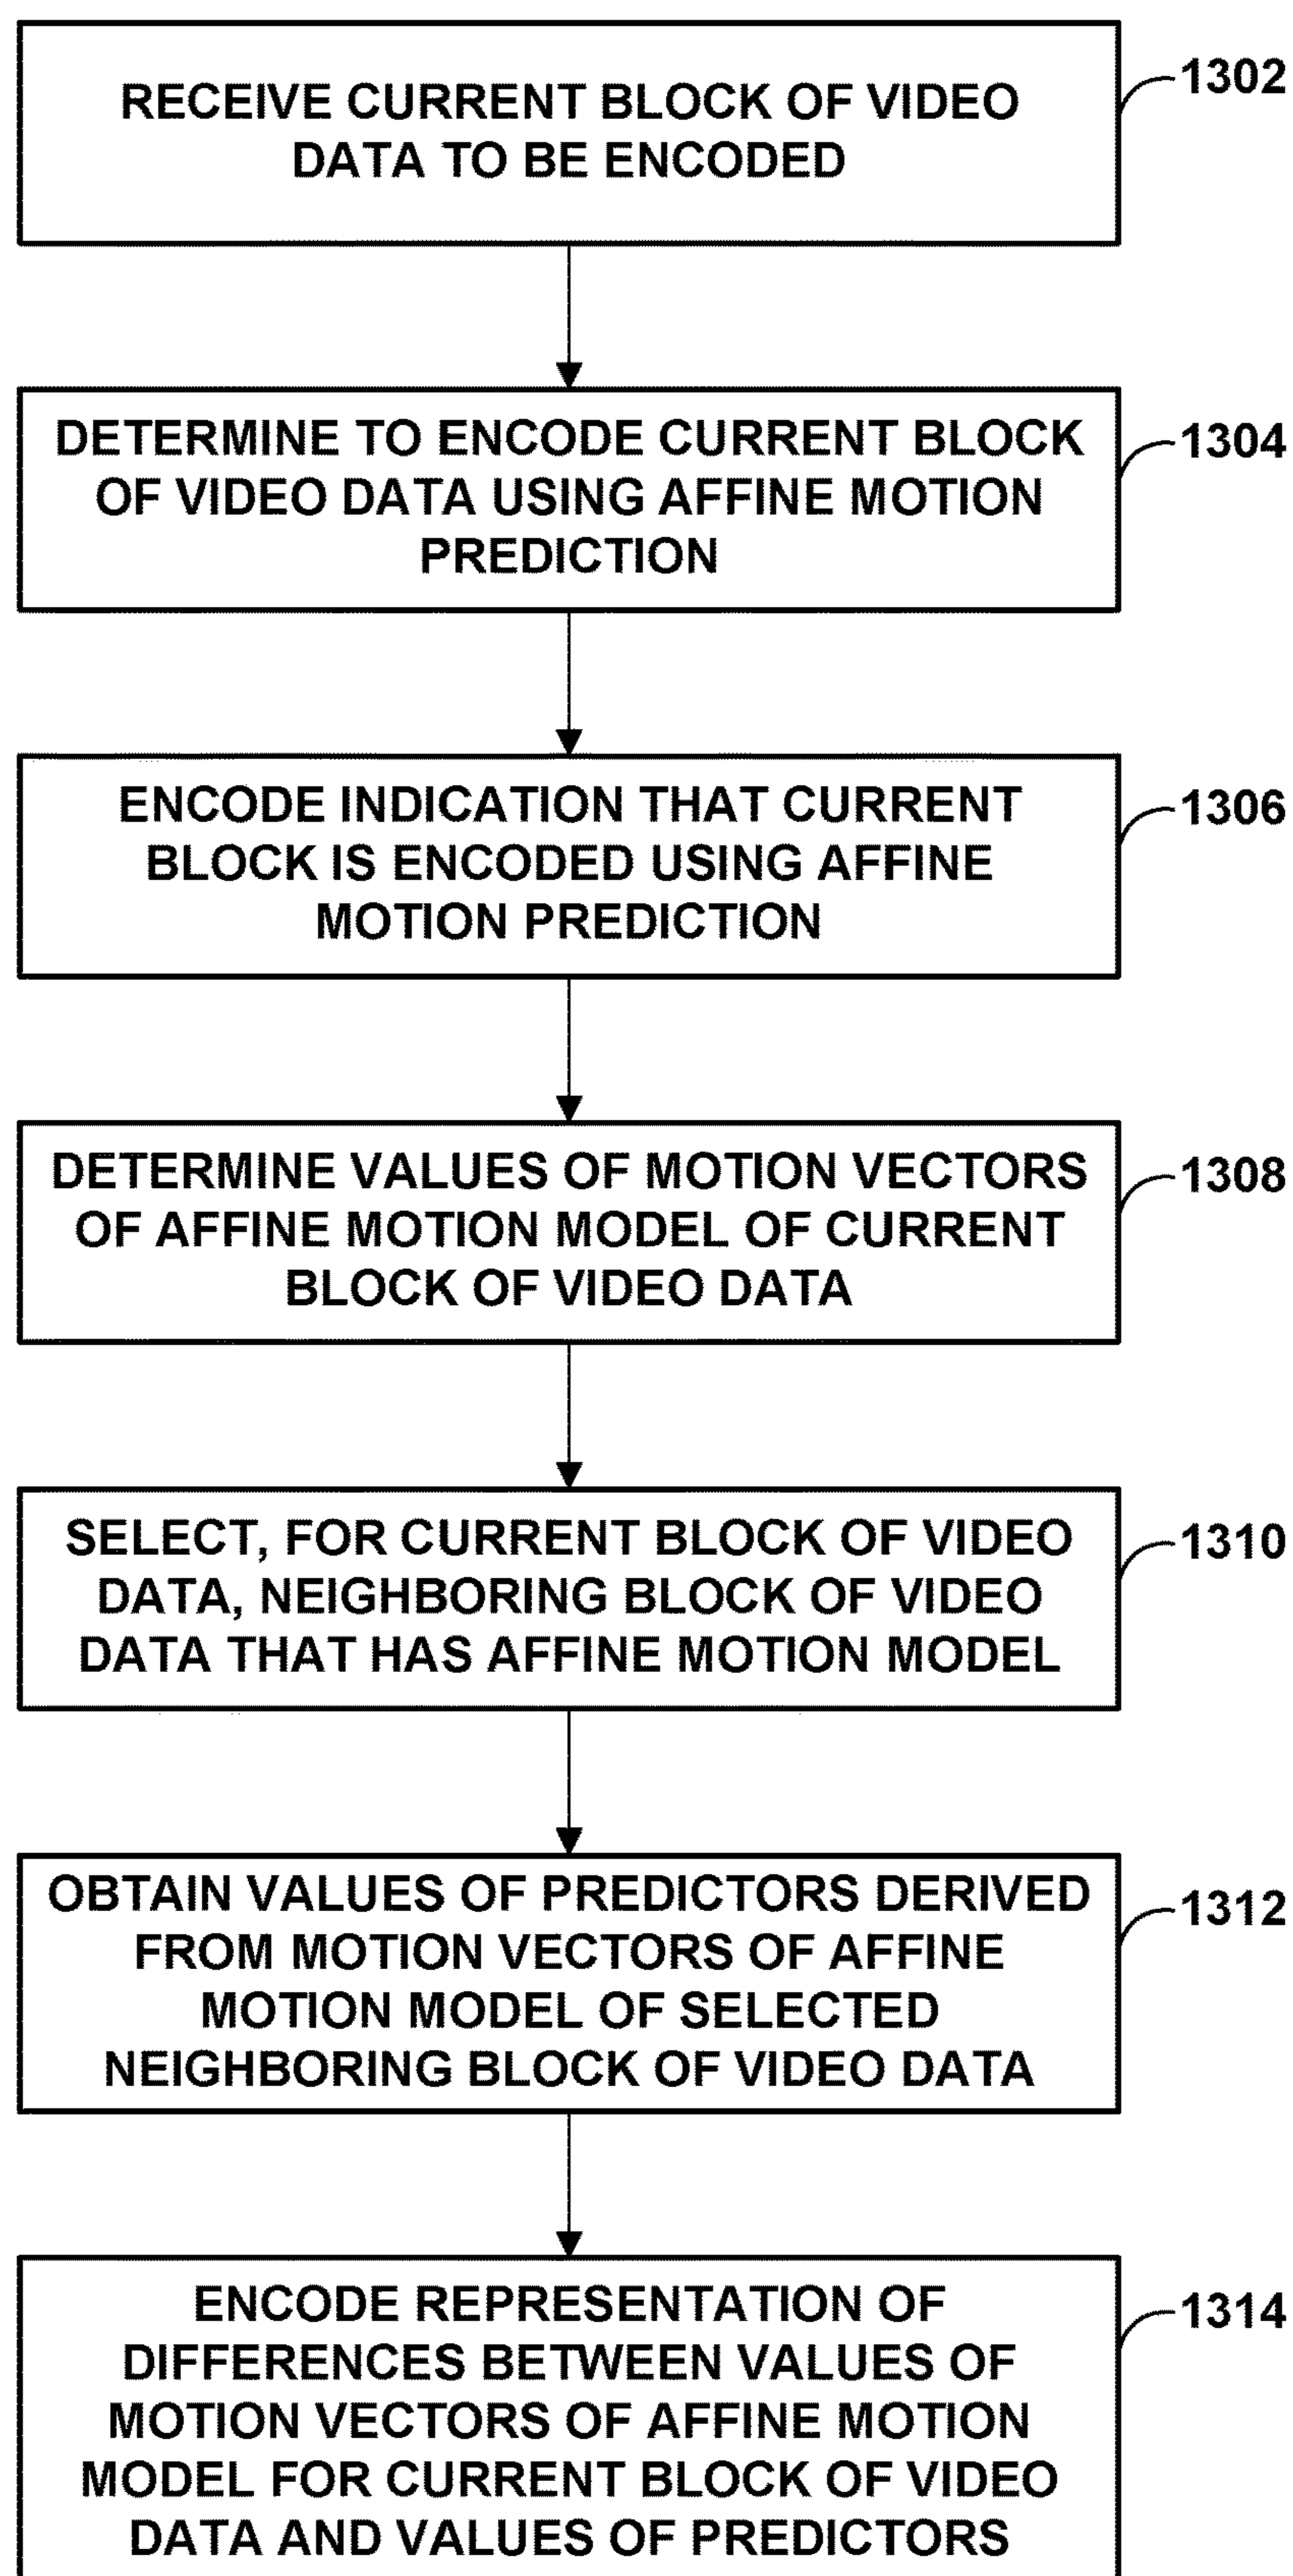 RECEIVE CURRENT BLOCK OF VIDEO
DATA TO BE ENCODED
1302
DETERMINE TO ENCODE CURRENT BLOCK
OF VIDEO DATA USING AFFINE MOTION
PREDICTION
1304
ENCODE INDICATION THAT CURRENT
BLOCK IS ENCODED USING AFFINE
MOTION PREDICTION
1306
DETERMINE VALUES OF MOTION VECTORS
OF AFFINE MOTION MODEL OF CURRENT
BLOCK OF VIDEO DATA
1308
SELECT, FOR CURRENT BLOCK OF VIDEO
DATA, NEIGHBORING BLOCK OF VIDEO
DATA THAT HAS AFFINE MOTION MODEL
1310
OBTAIN VALUES OF PREDICTORS DERIVED
FROM MOTION VECTORS OF AFFINE
MOTION MODEL OF SELECTED
NEIGHBORING BLOCK OF VIDEO DATA
1312
ENCODE REPRESENTATION OF
DIFFERENCES BETWEEN VALUES OF
MOTION VECTORS OF AFFINE MOTION
MODEL FOR CURRENT BLOCK OF VIDEO
DATA AND VALUES OF PREDICTORS
1314